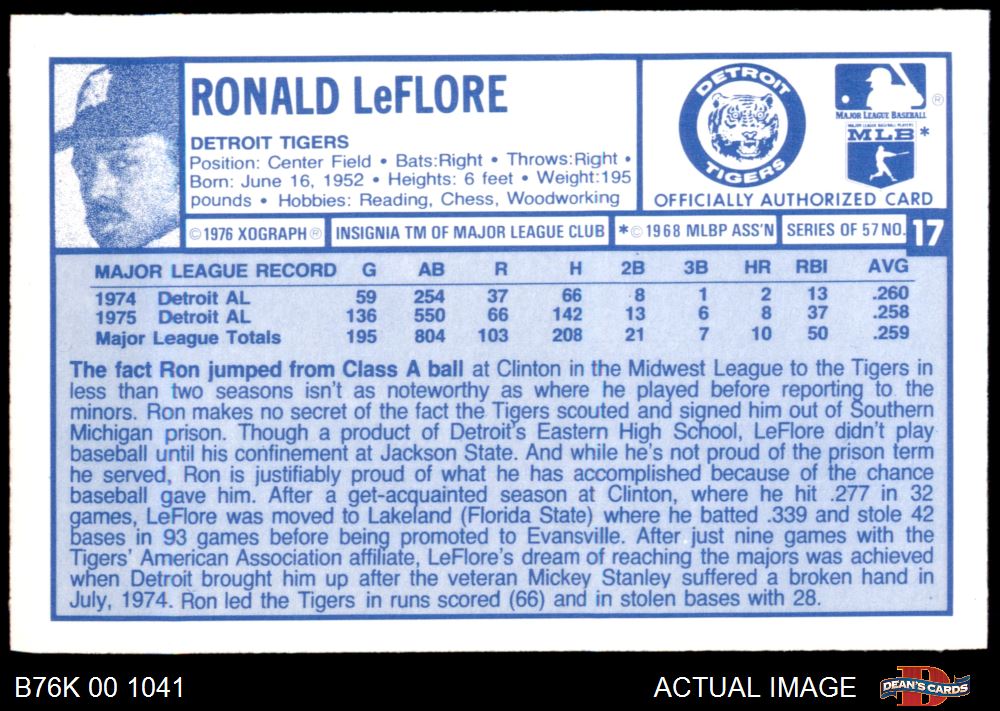 RONALD LeFLORE
DETROIT TIGERS
Position: Center Field • Bats:Right • Throws:Right •
Born: June 16, 1952 • Heights: 6 feet • Weight:195
pounds • Hobbies: Reading, Chess, Woodworking
DETROIT
TIGERS
®
MAJOR LEAGUE BASEBALL
MAJOR LEAGUE BASEBALL PLAYERS
MLB *
OFFICIALLY AUTHORIZED CARD
© 1976 XOGRAPH ® INSIGNIA TM OF MAJOR LEAGUE CLUB *© 1968 MLBP ASS'N SERIES OF 57 NO. 17
MAJOR LEAGUE RECORD G AB R H 2B 3B HR RBI AVG
1974 Detroit AL 59 254 37 66 8 1 2 13 .260
1975 Detroit AL 136 550 66 142 13 6 8 37 .258
Major League Totals 195 804 103 208 21 7 10 50 .259
The fact Ron jumped from Class A ball at Clinton in the Midwest League to the Tigers in
less than two seasons isn't as noteworthy as where he played before reporting to the
minors. Ron makes no secret of the fact the Tigers scouted and signed him out of Southern
Michigan prison. Though a product of Detroit's Eastern High School, LeFlore didn't play
baseball until his confinement at Jackson State. And while he's not proud of the prison term
he served, Ron is justifiably proud of what he has accomplished because of the chance
baseball gave him. After a get-acquainted season at Clinton, where he hit .277 in 32
games, LeFlore was moved to Lakeland (Florida State) where he batted .339 and stole 42
bases in 93 games before being promoted to Evansville. After just nine games with the
Tigers' American Association affiliate, LeFlore's dream of reaching the majors was achieved
when Detroit brought him up after the veteran Mickey Stanley suffered a broken hand in
July, 1974. Ron led the Tigers in runs scored (66) and in stolen bases with 28.
B76K 00 1041
ACTUAL IMAGE
DEAN'S CARDS